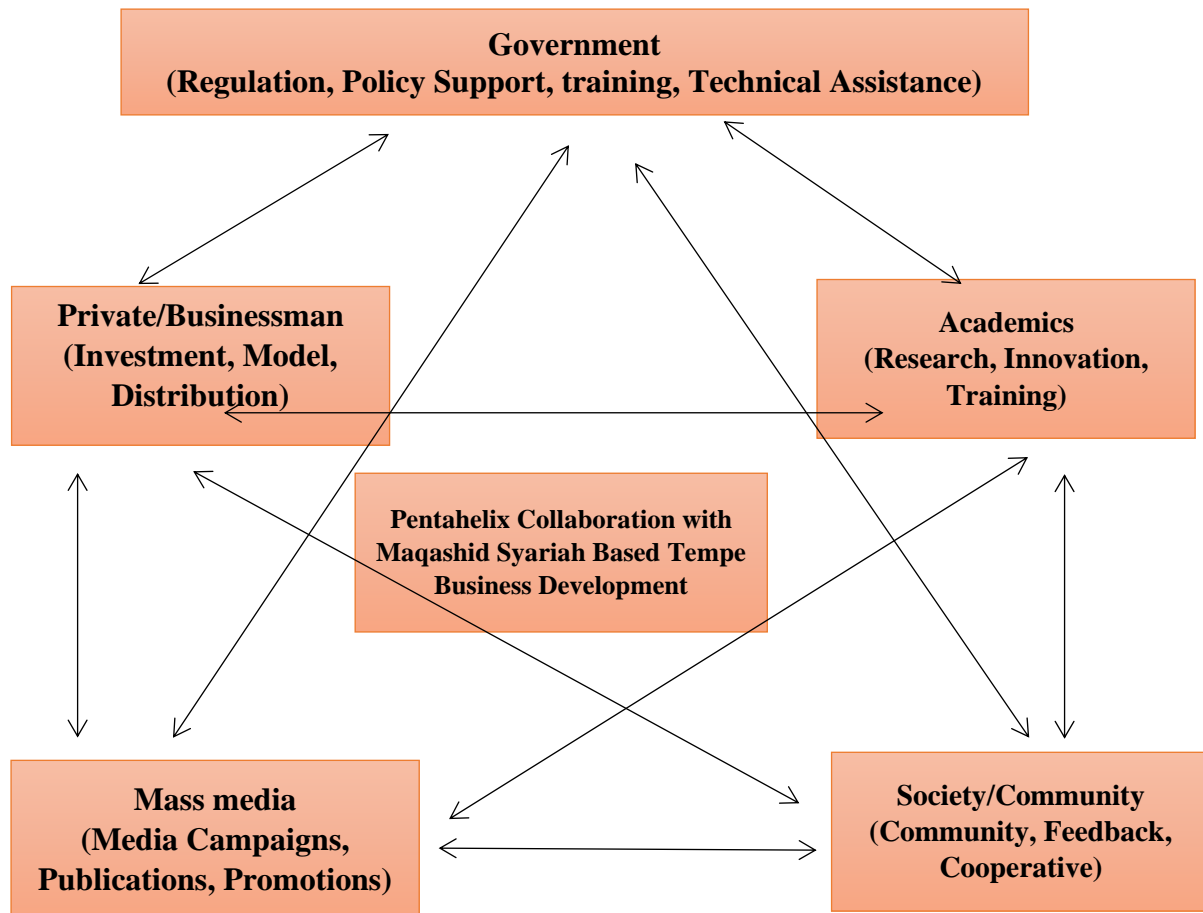 Government
(Regulation, Policy Support, training, Technical Assistance)
Private/Businessman
(Investment, Model,
Distribution)
Academics
(Research, Innovation,
Training)
Pentahelix Collaboration with
Maqashid Syariah Based Tempe
Business Development
Mass media
(Media Campaigns,
Publications, Promotions)
Society/Community
(Community, Feedback,
Cooperative)